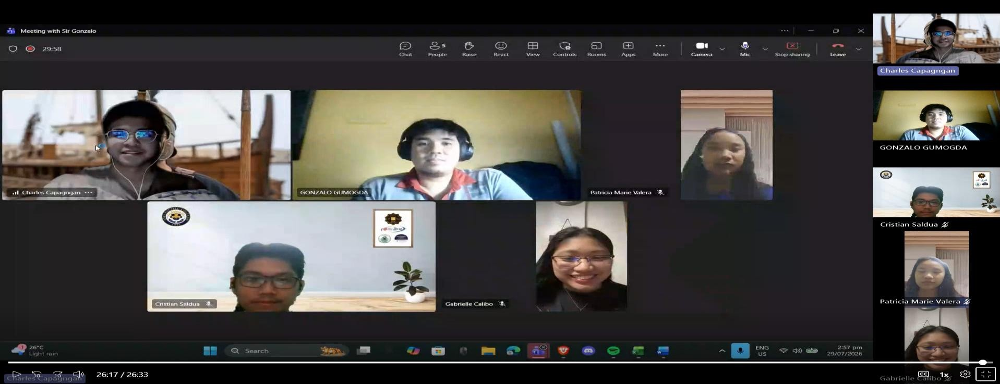 Meeting with Sir Gonzalo
29:58
Chat
5
People
Raise
React
View
Controls
Rooms
Apps
More
Camera
Mic
Stop sharing
Leave
Charles Capagngan
GONZALO GUMOGDA
Patricia Marie Valera
Cristian Saldua
Gabrielle Calibo
Charles Capagngan
GONZALO GUMOGDA
Cristian Saldua
Patricia Marie Valera
Gabrielle Calibo
1
26°C
Light rain
Search
ENG
US
2:57 pm
29/07/2026
Charles Capagngan
10
10
26:17 / 26:33
CC
1x